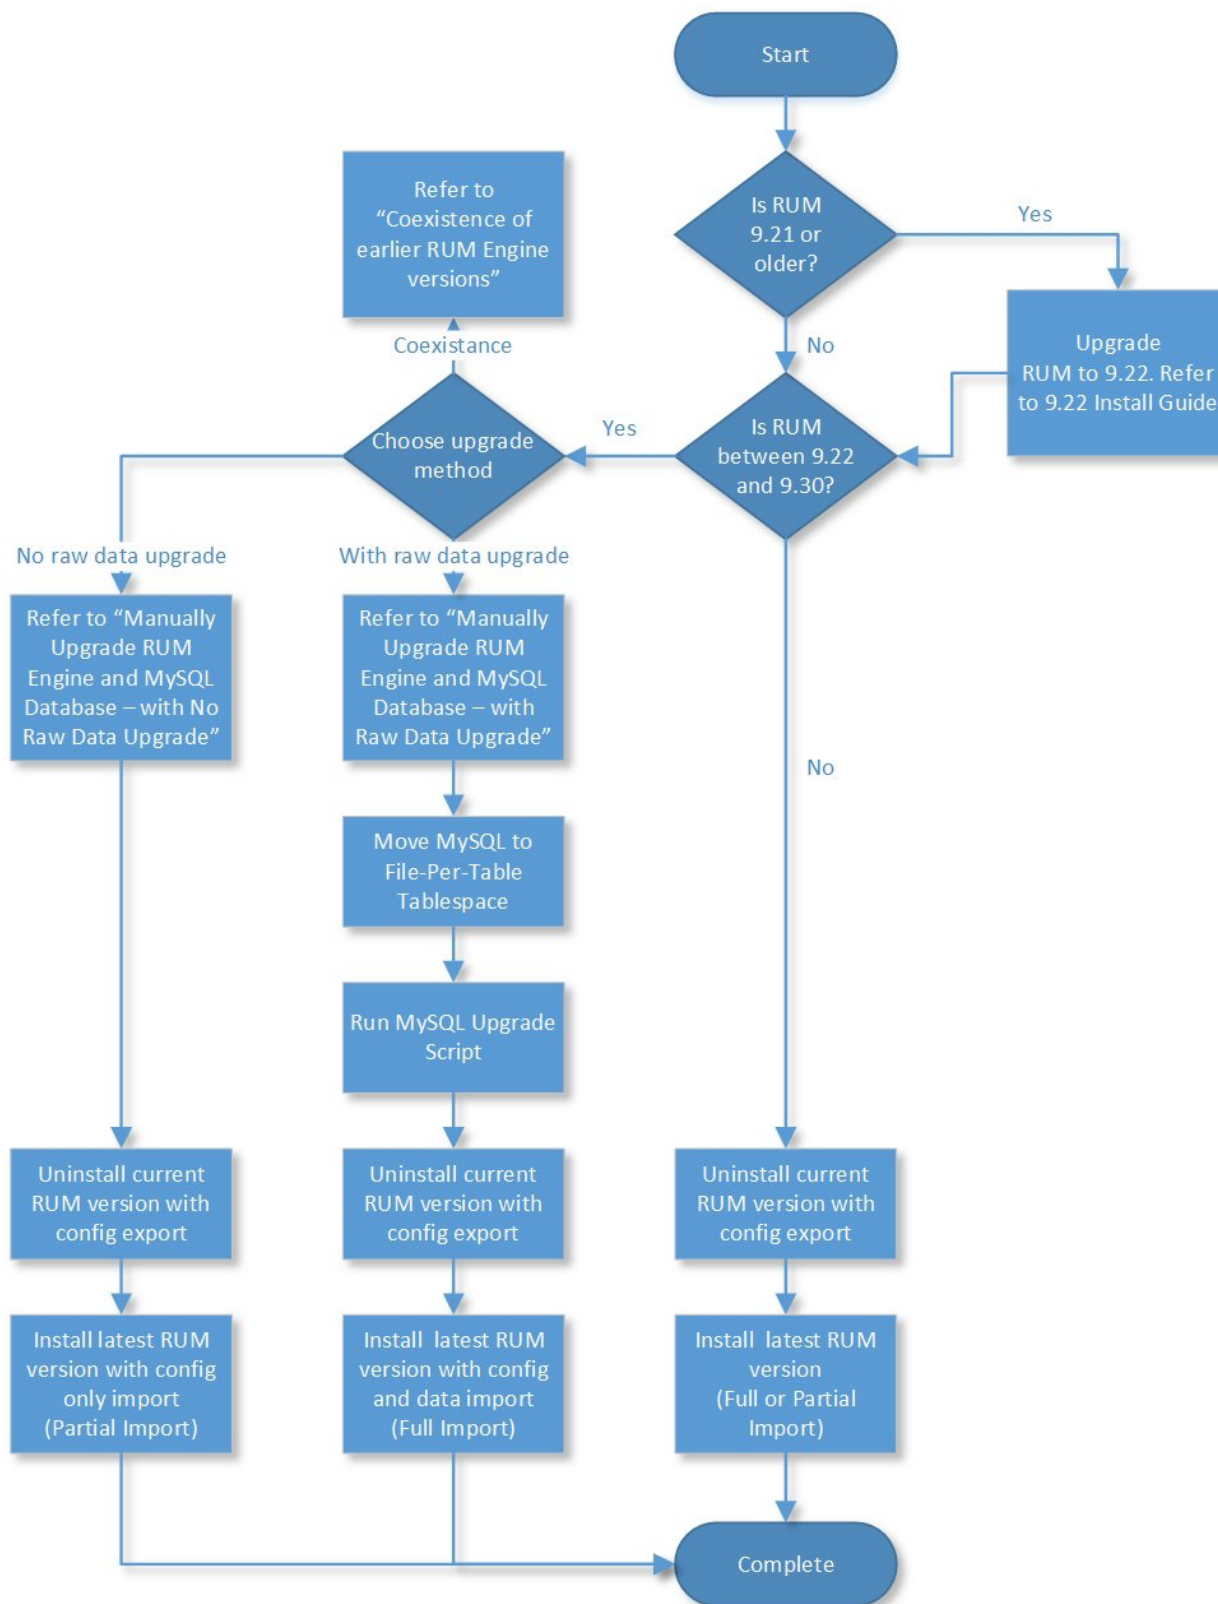 Start
Is RUM
9.21 or
older?
Yes
No
Upgrade
RUM to 9.22. Refer
to 9.22 Install Guide
Is RUM
between 9.22
and 9.30?
Yes
No
Choose upgrade
method
Coexistance
Refer to
“Coexistence of
earlier RUM Engine
versions”
No raw data upgrade
Refer to “Manually
Upgrade RUM
Engine and MySQL
Database – with No
Raw Data Upgrade”
Uninstall current
RUM version with
config export
Install latest RUM
version with config
only import
(Partial Import)
With raw data upgrade
Refer to “Manually
Upgrade RUM
Engine and MySQL
Database – with
Raw Data Upgrade”
Move MySQL to
File-Per-Table
Tablespace
Run MySQL Upgrade
Script
Uninstall current
RUM version with
config export
Install latest RUM
version with config
and data import
(Full Import)
Uninstall current
RUM version with
config export
Install latest RUM
version
(Full or Partial
Import)
Complete